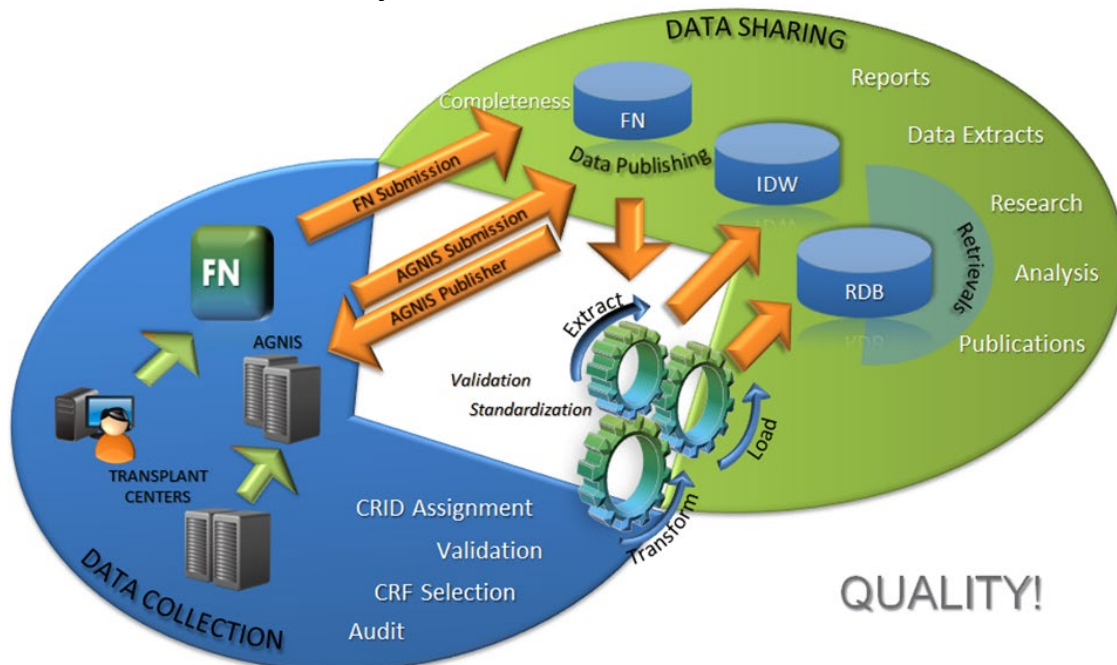 DATA SHARING
Reports
Completeness
FN
Data Extracts
Data Publishing
IDW
FN Submission
Research
AGNIS Submission
Retrievals
FN
AGNIS Publisher
RDB
Analysis
Extract
AGNIS
Publications
Validation
Standardization
Load
TRANSPLANT
CENTERS
CRID Assignment
Transform
Validation
CRF Selection
QUALITY!
Audit
DATA COLLECTION